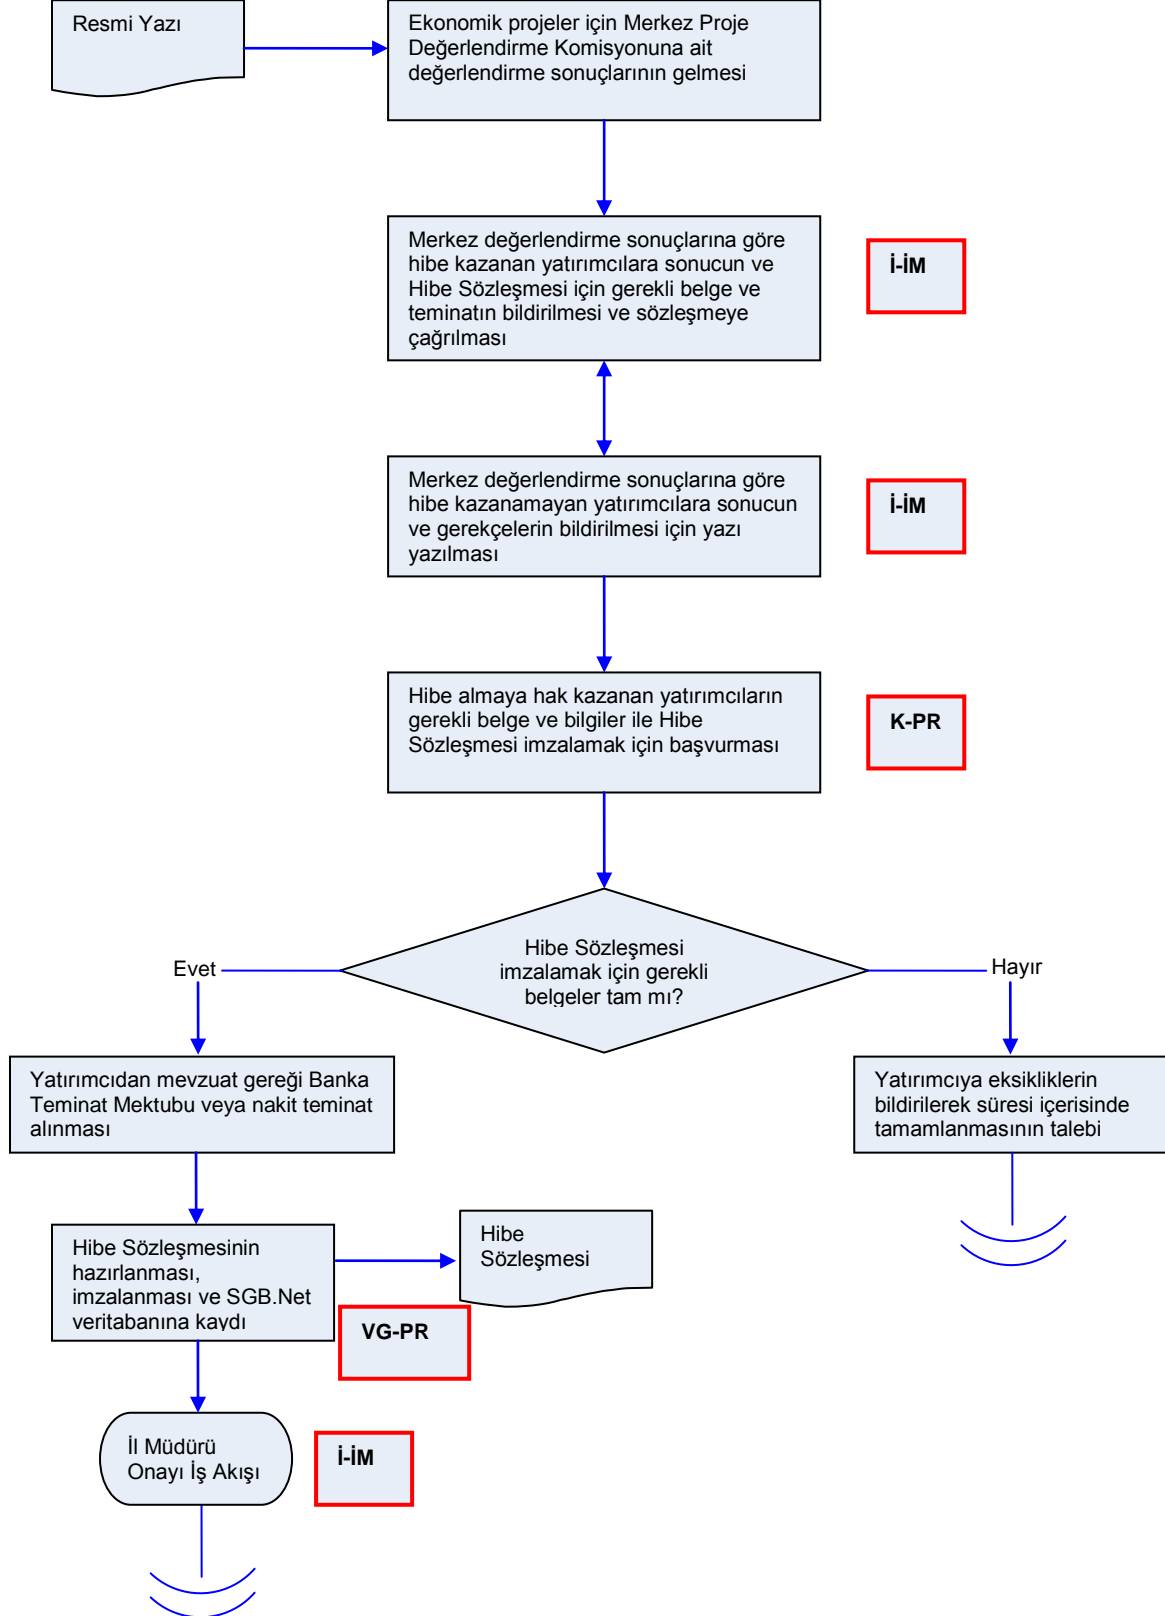 Resmi Yazı
Ekonomik projeler için Merkez Proje
Değerlendirme Komisyonuna ait
değerlendirme sonuçlarının gelmesi
Merkez değerlendirme sonuçlarına göre
hibe kazanan yatırımcılara sonucun ve
Hibe Sözleşmesi için gerekli belge ve
teminatın bildirilmesi ve sözleşmeye
çağrılması
İ-İM
Merkez değerlendirme sonuçlarına göre
hibe kazanamayan yatırımcılara sonucun
ve gerekçelerin bildirilmesi için yazı
yazılması
İ-İM
Hibe almaya hak kazanan yatırımcıların
gerekli belge ve bilgiler ile Hibe
Sözleşmesi imzalamak için başvurması
K-PR
Hibe Sözleşmesi
imzalamak için gerekli
belgeler tam mı?
Evet
Hayır
Yatırımcıdan mevzuat gereği Banka
Teminat Mektubu veya nakit teminat
alınması
Yatırımcıya eksikliklerin
bildirilerek süresi içerisinde
tamamlanmasının talebi
Hibe Sözleşmesinin
hazırlanması,
imzalanması ve SGB.Net
veritabanına kaydı
Hibe
Sözleşmesi
VG-PR
İl Müdürü
Onayı İş Akışı
İ-İM